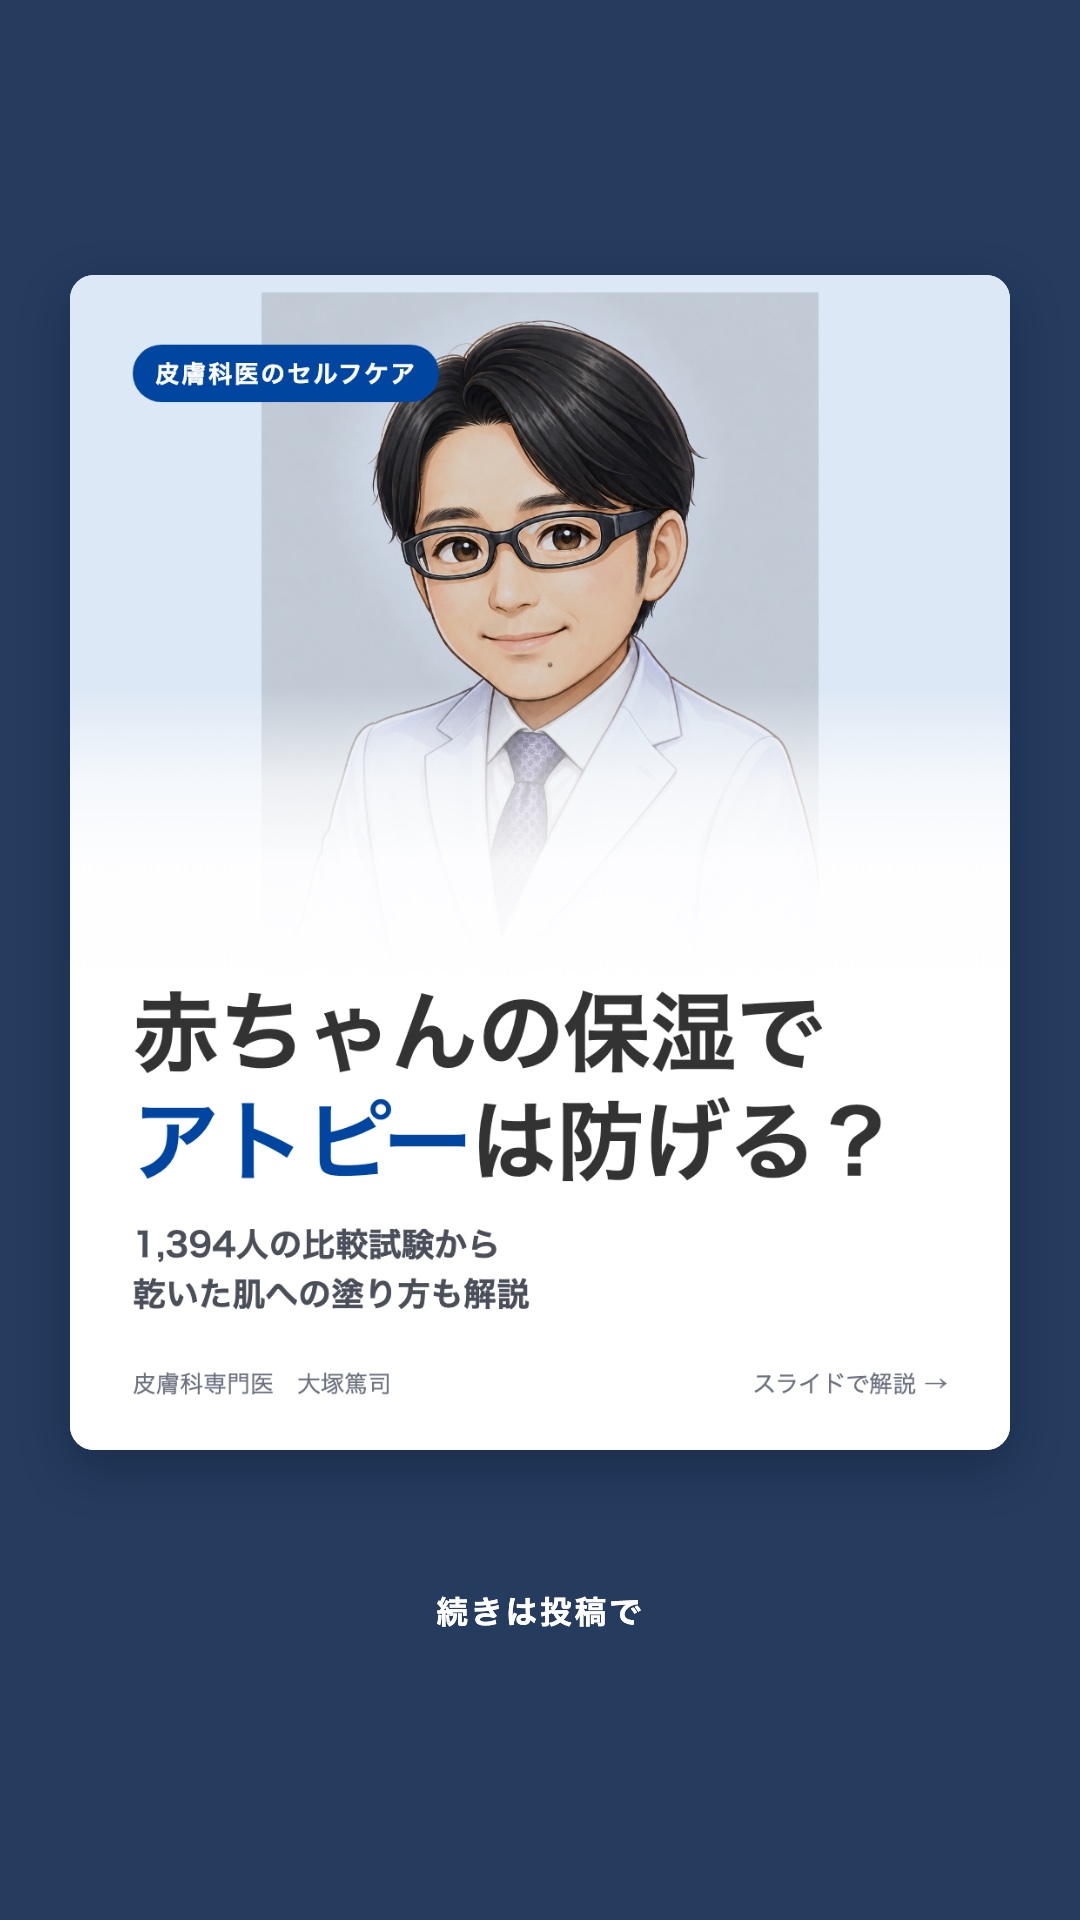 皮膚科医のセルフケア
赤ちゃんの保湿で
アトピーは防げる？
1,394人の比較試験から
乾いた肌への塗り方も解説
皮膚科専門医　大塚篤司
スライドで解説 →
続きは投稿で